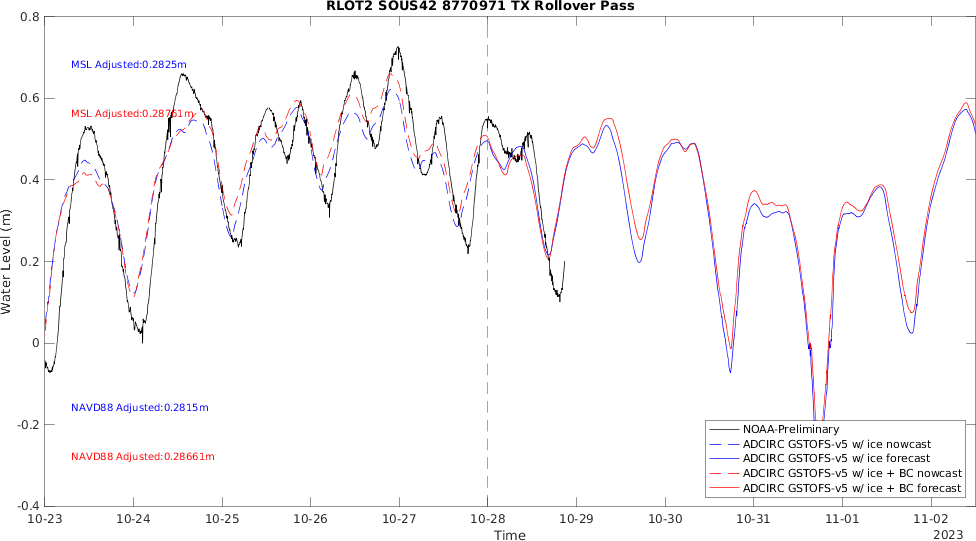 RLOT2 SOUS42 8770971 TX Rollover Pass
0.8
0.6
0.4
0.2
0
-0.2
-0.4
Water Level (m)
MSL Adjusted:0.2825m
MSL Adjusted:0.28761m
NAVD88 Adjusted:0.2815m
NAVD88 Adjusted:0.28661m
NOAA-Preliminary
ADCIRC GSTOFS-v5 w/ ice nowcast
ADCIRC GSTOFS-v5 w/ ice forecast
ADCIRC GSTOFS-v5 w/ ice + BC nowcast
ADCIRC GSTOFS-v5 w/ ice + BC forecast
10-23 10-24 10-25 10-26 10-27 10-28 10-29 10-30 10-31 11-01 11-02
Time
2023